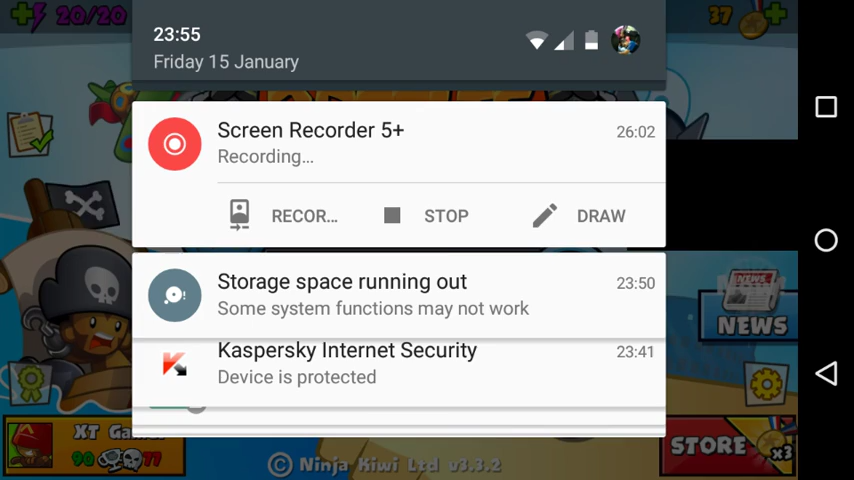 20/20
37
23:55
Friday 15 January
Screen Recorder 5+
26:02
Recording...
RECOR...
STOP
DRAW
Storage space running out
23:50
Some system functions may not work
Kaspersky Internet Security
23:41
Device is protected
NEWS
XT Ga
90
77
STORE
x3
© Ninja Kiwi Ltd v3.3.2